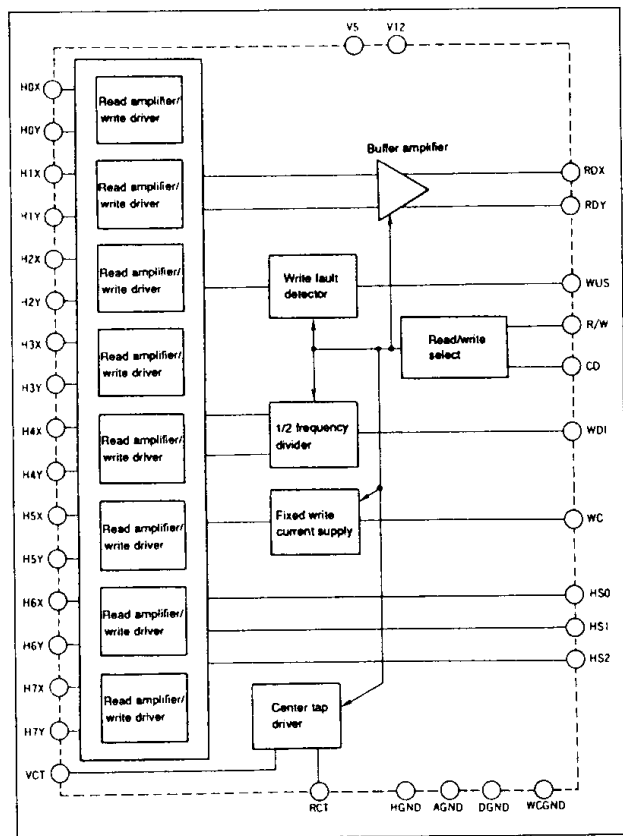 V5 V12
H0X
H0Y
H1X
H1Y
H2X
H2Y
H3X
H3Y
H4X
H4Y
H5X
H5Y
H6X
H6Y
H7X
H7Y
VCT
Read amplifier/
write driver
Read amplifier/
write driver
Read amplifier/
write driver
Read amplifier/
write driver
Read amplifier/
write driver
Read amplifier/
write driver
Read amplifier/
write driver
Read amplifier/
write driver
Buffer amplifier
Write fault
detector
Read/write
select
1/2 frequency
divider
Fixed write
current supply
Center tap
driver
RDX
RDY
WUS
R/W
CD
WDI
WC
HS0
HS1
HS2
RCT HGND AGND DGND WCGND